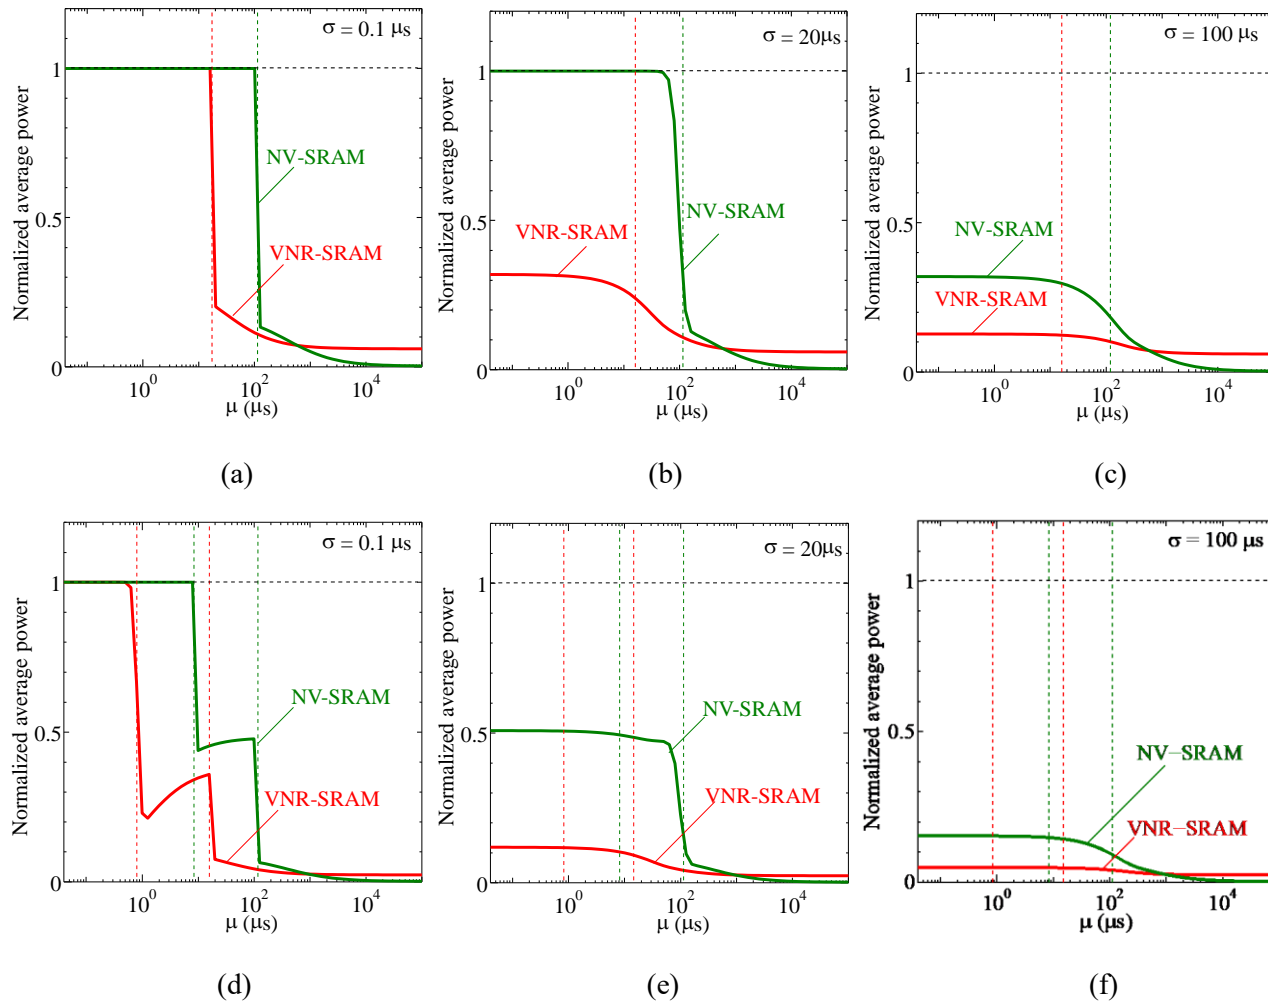 σ = 0.1 μs
Normalized average power
1
0.5
0
NV-SRAM
VNR-SRAM
10^0
10^2
10^4
μ (μs)
(a)
σ = 20μs
Normalized average power
1
0.5
0
VNR-SRAM
NV-SRAM
10^0
10^2
10^4
μ (μs)
(b)
σ = 100 μs
Normalized average power
1
0.5
0
NV-SRAM
VNR-SRAM
10^0
10^2
10^4
μ (μs)
(c)
σ = 0.1 μs
Normalized average power
1
0.5
0
NV-SRAM
VNR-SRAM
10^0
10^2
10^4
μ (μs)
(d)
σ = 20μs
Normalized average power
1
0.5
0
NV-SRAM
VNR-SRAM
10^0
10^2
10^4
μ (μs)
(e)
σ = 100 μs
Normalized average power
1
0.5
0
NV−SRAM
VNR−SRAM
10^0
10^2
10^4
μ (μs)
(f)